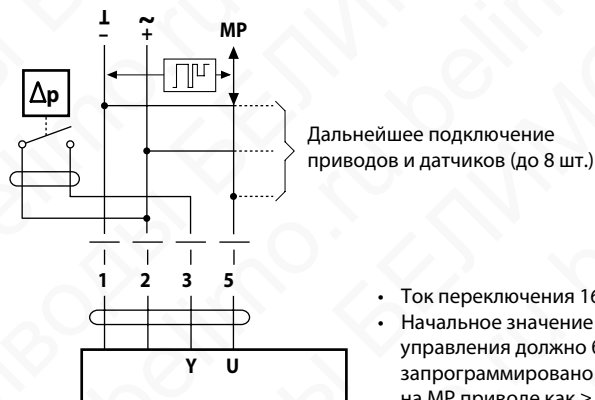 ⊥ ~
– + MP
Δp
Дальнейшее подключение
приводов и датчиков (до 8 шт.)
1 2 3 5
Y U
• Ток переключения 16
• Начальное значение
управления должно
запрограммировано
на MP приводе как >